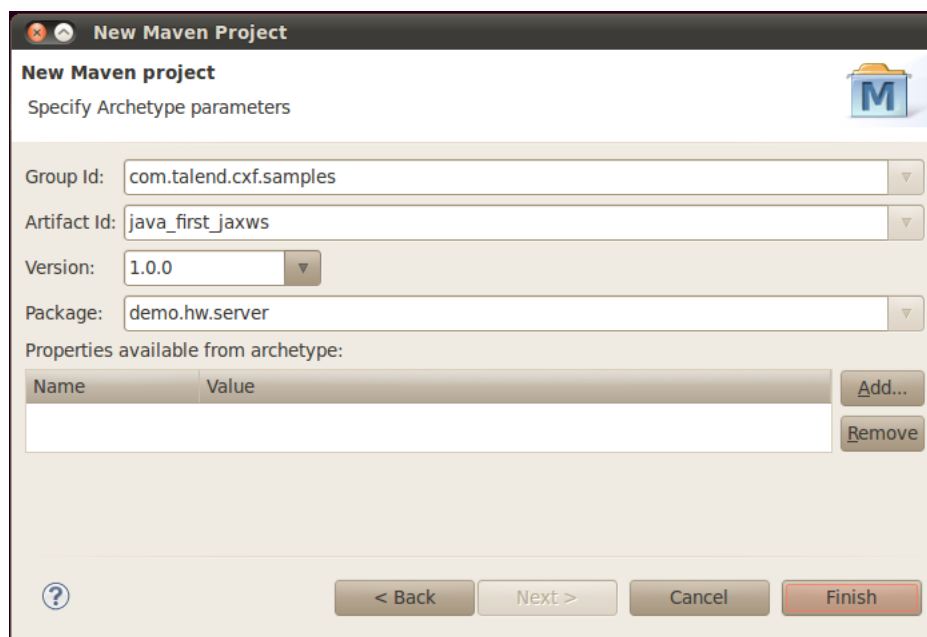 New Maven Project
New Maven project
Specify Archetype parameters
M
Group Id: com.talend.cxf.samples
Artifact Id: java_first_jaxws
Version: 1.0.0
Package: demo.hw.server
Properties available from archetype:
Name Value
Add...
Remove
? < Back Next > Cancel Finish